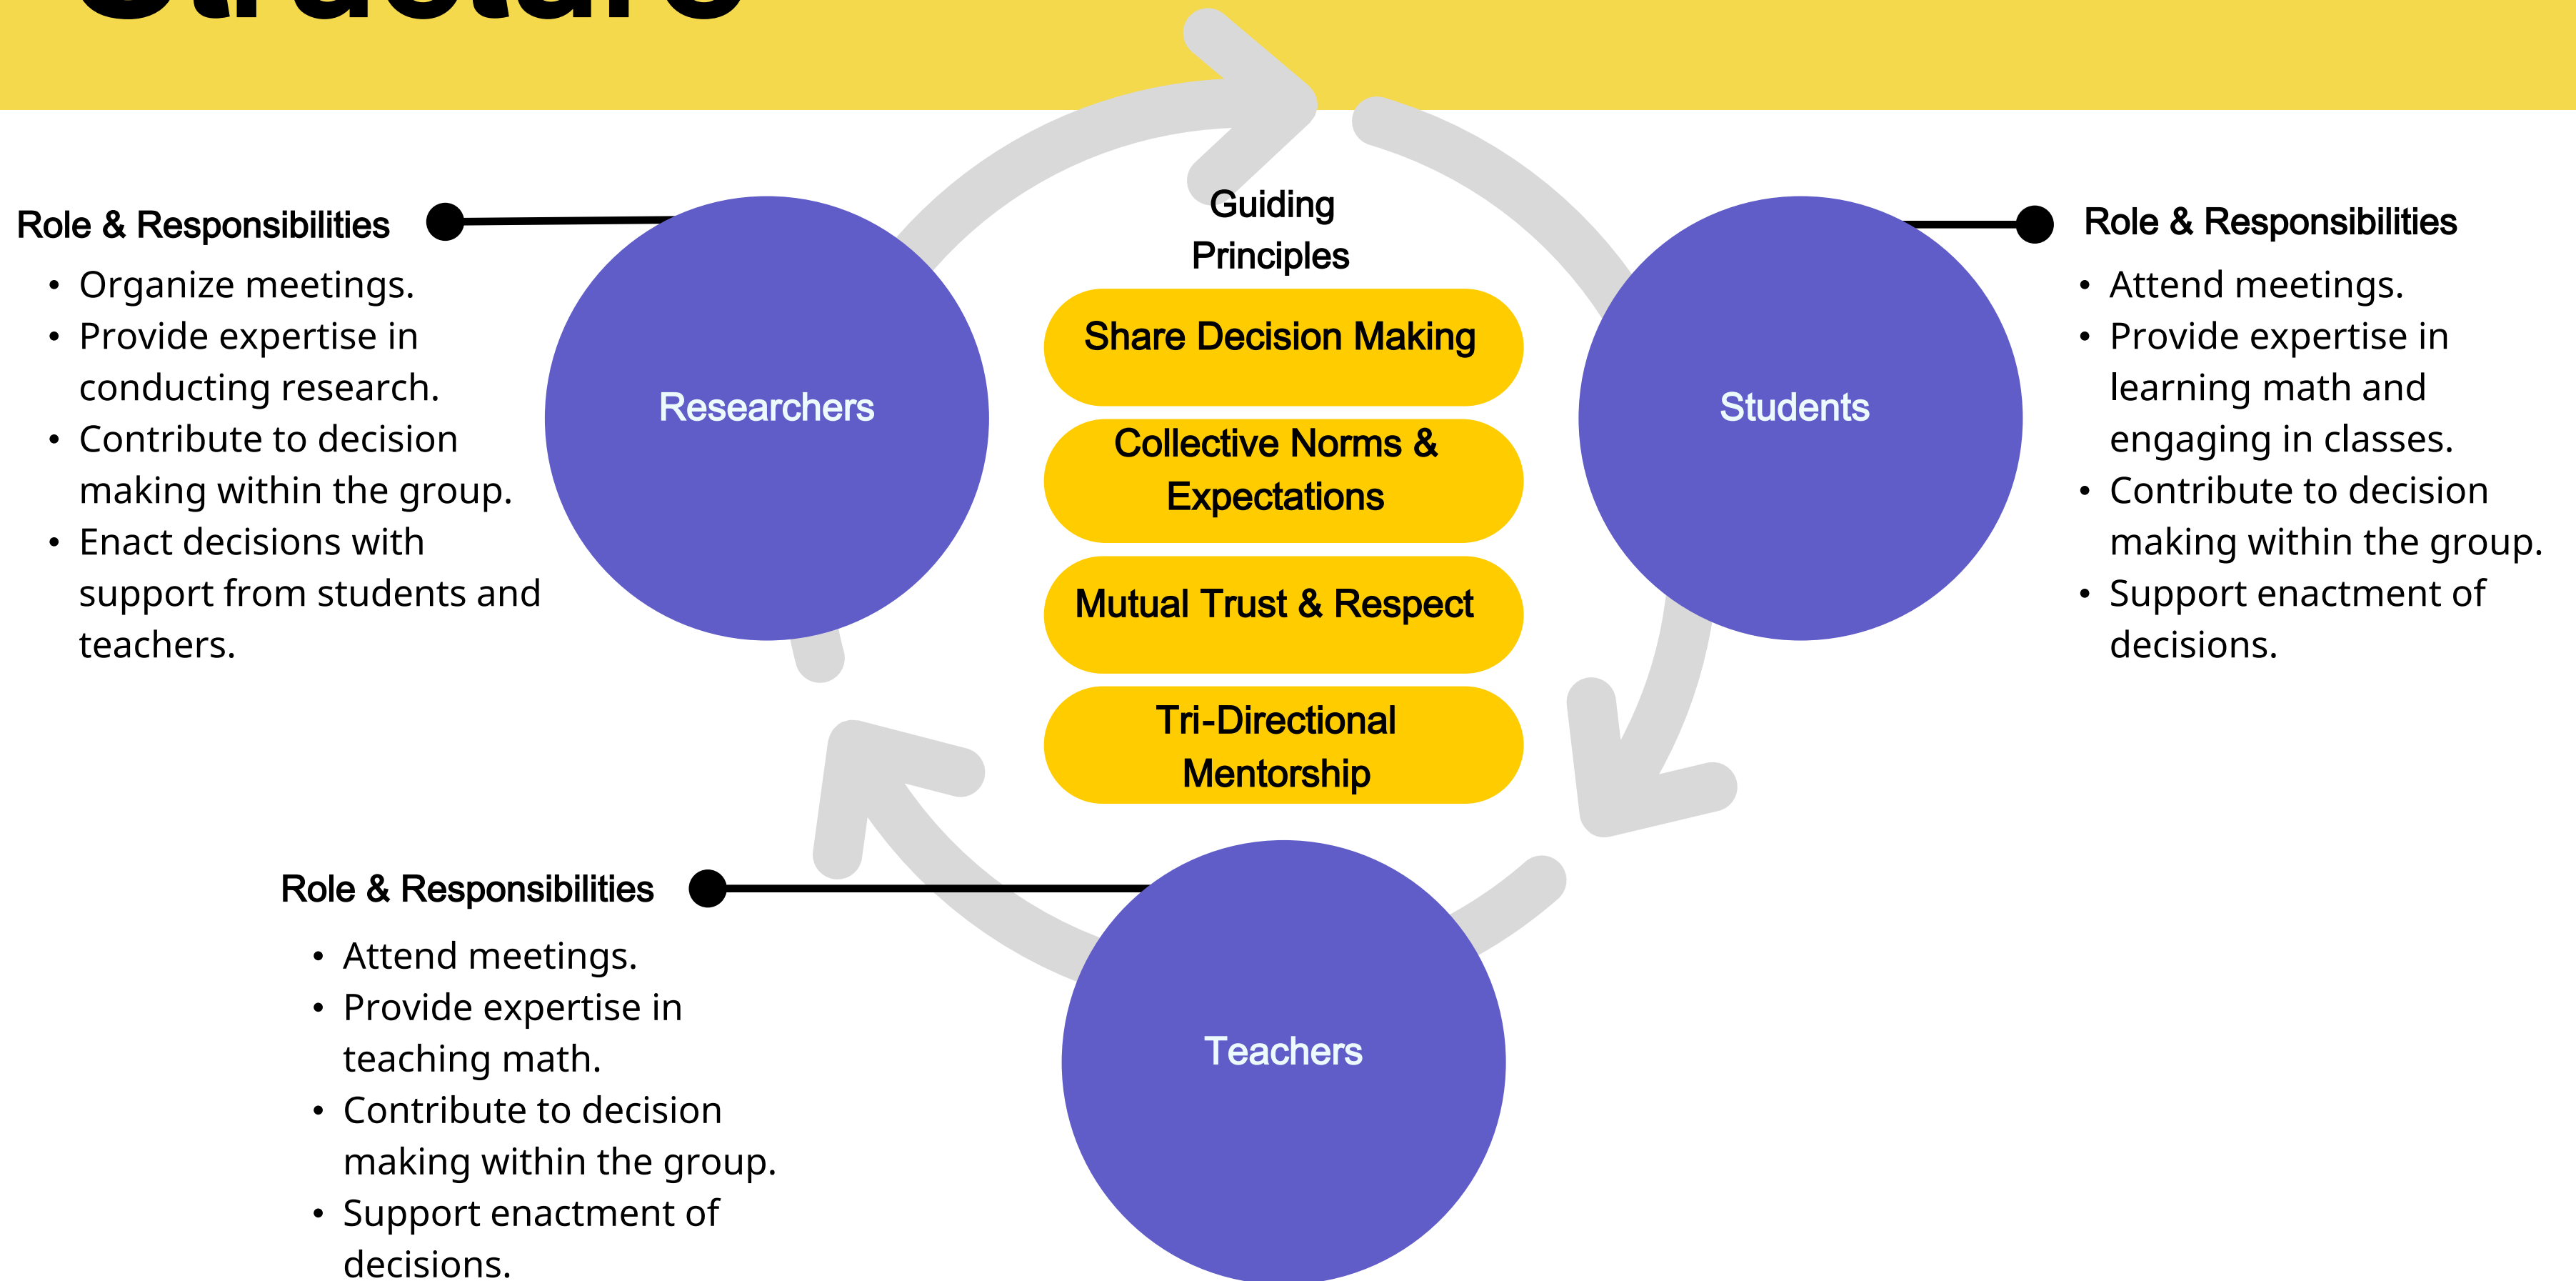 Structure
Role & Responsibilities
• Organize meetings.
• Provide expertise in
conducting research.
• Contribute to decision
making within the group.
• Enact decisions with
support from students and
teachers.
Researchers
Guiding
Principles
Share Decision Making
Collective Norms &
Expectations
Mutual Trust & Respect
Tri-Directional
Mentorship
Students
Role & Responsibilities
• Attend meetings.
• Provide expertise in
learning math and
engaging in classes.
• Contribute to decision
making within the group.
• Support enactment of
decisions.
Role & Responsibilities
• Attend meetings.
• Provide expertise in
teaching math.
• Contribute to decision
making within the group.
• Support enactment of
decisions.
Teachers